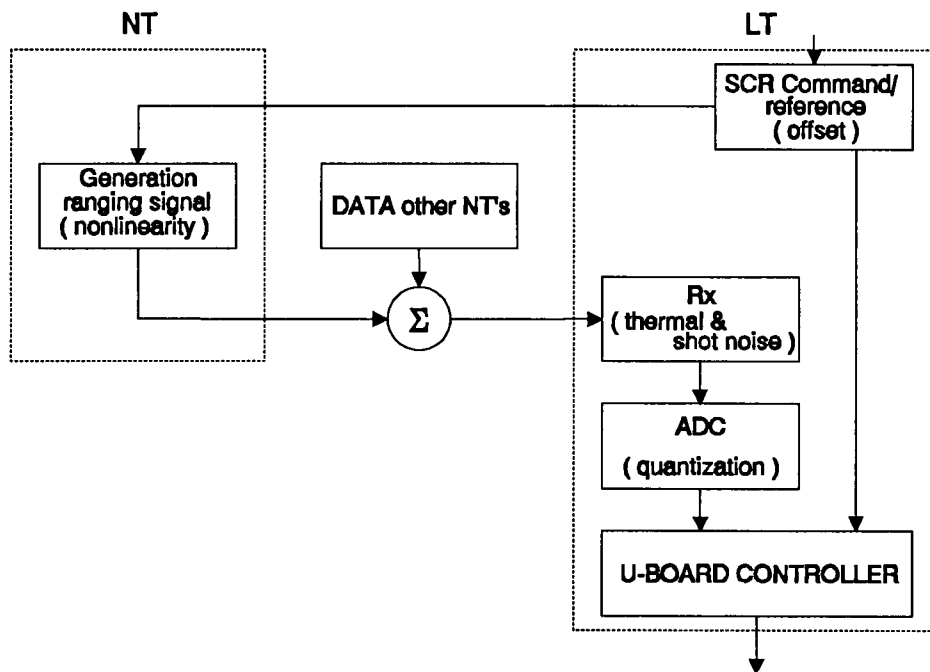 NT
LT
SCR Command/
reference
( offset )
Generation
ranging signal
( nonlinearity )
DATA other NT's
Σ
Rx
( thermal &
shot noise )
ADC
( quantization )
U-BOARD CONTROLLER